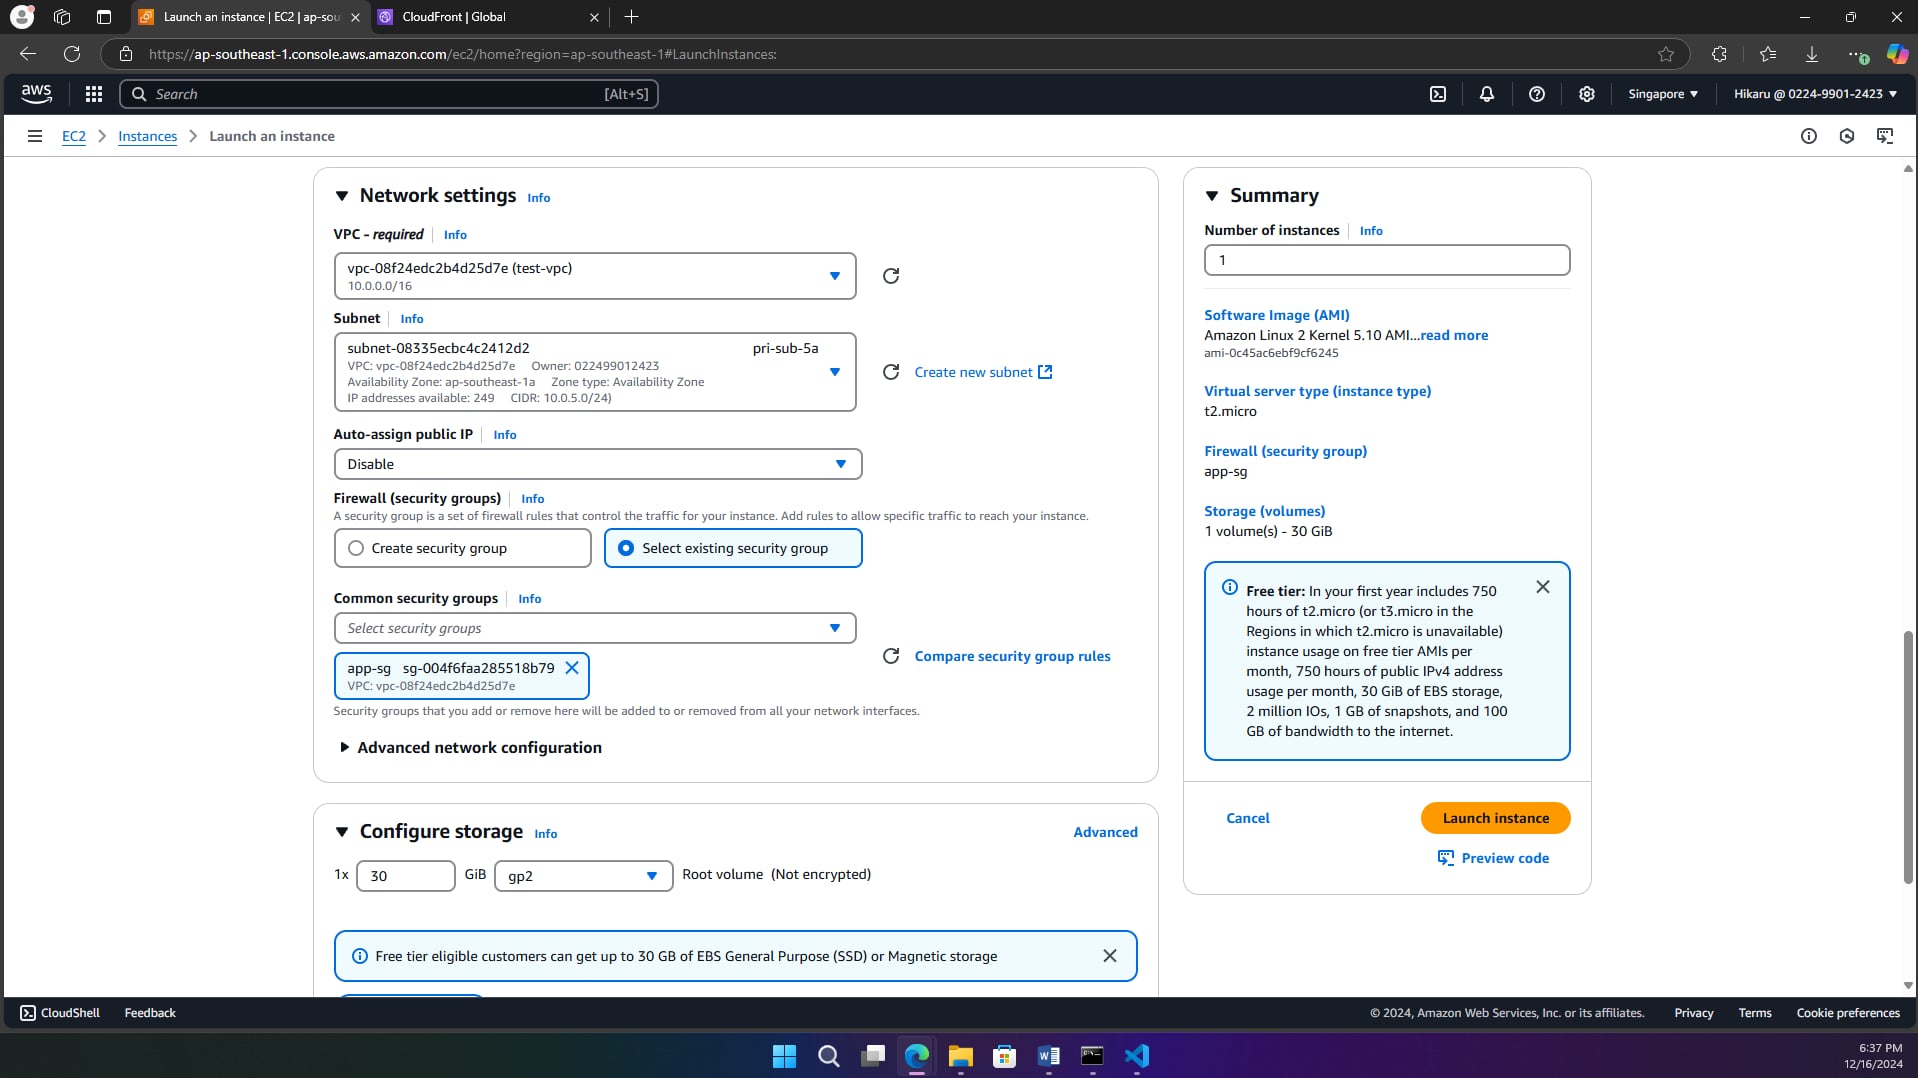 Launch an instance | EC2 | ap-sou
CloudFront | Global
https://ap-southeast-1.console.aws.amazon.com/ec2/home?region=ap-southeast-1#LaunchInstances:
aws
Search
[Alt+S]
Singapore
Hikaru @ 0224-9901-2423
EC2
Instances
Launch an instance
Network settings Info
VPC - required Info
vpc-08f24edc2b4d25d7e (test-vpc)
10.0.0.0/16
Subnet Info
subnet-08335ecbc4c2412d2 pri-sub-5a
VPC: vpc-08f24edc2b4d25d7e Owner: 022499012423
Availability Zone: ap-southeast-1a Zone type: Availability Zone
IP addresses available: 249 CIDR: 10.0.5.0/24)
Create new subnet
Auto-assign public IP Info
Disable
Firewall (security groups) Info
A security group is a set of firewall rules that control the traffic for your instance. Add rules to allow specific traffic to reach your instance.
Create security group
Select existing security group
Common security groups Info
Select security groups
app-sg sg-004f6faa285518b79
VPC: vpc-08f24edc2b4d25d7e
Compare security group rules
Security groups that you add or remove here will be added to or removed from all your network interfaces.
Advanced network configuration
Configure storage Info
Advanced
1x 30 GiB gp2 Root volume (Not encrypted)
Free tier eligible customers can get up to 30 GB of EBS General Purpose (SSD) or Magnetic storage
Summary
Number of instances Info
1
Software Image (AMI)
Amazon Linux 2 Kernel 5.10 AMI...read more
ami-0c45ac6ebf9cf6245
Virtual server type (instance type)
t2.micro
Firewall (security group)
app-sg
Storage (volumes)
1 volume(s) - 30 GiB
Free tier: In your first year includes 750
hours of t2.micro (or t3.micro in the
Regions in which t2.micro is unavailable)
instance usage on free tier AMIs per
month, 750 hours of public IPv4 address
usage per month, 30 GiB of EBS storage,
2 million IOs, 1 GB of snapshots, and 100
GB of bandwidth to the internet.
Cancel
Launch instance
Preview code
CloudShell
Feedback
© 2024, Amazon Web Services, Inc. or its affiliates.
Privacy
Terms
Cookie preferences
6:37 PM
12/16/2024